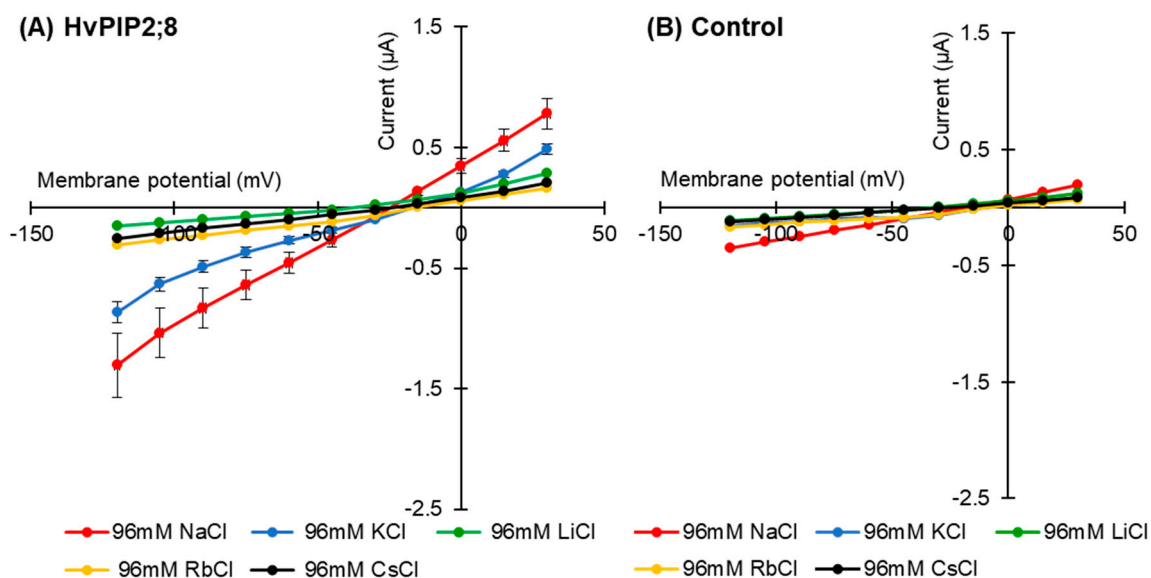 (A) HvPIP2;8
Current (µA)
1.5
0.5
Membrane potential (mV)
-150
-100
-50
0
50
-0.5
-1.5
-2.5
96mM NaCl
96mM KCl
96mM LiCl
96mM RbCl
96mM CsCl
(B) Control
Current (µA)
1.5
0.5
Membrane potential (mV)
-150
-100
-50
0
50
-0.5
-1.5
-2.5
96mM NaCl
96mM KCl
96mM LiCl
96mM RbCl
96mM CsCl